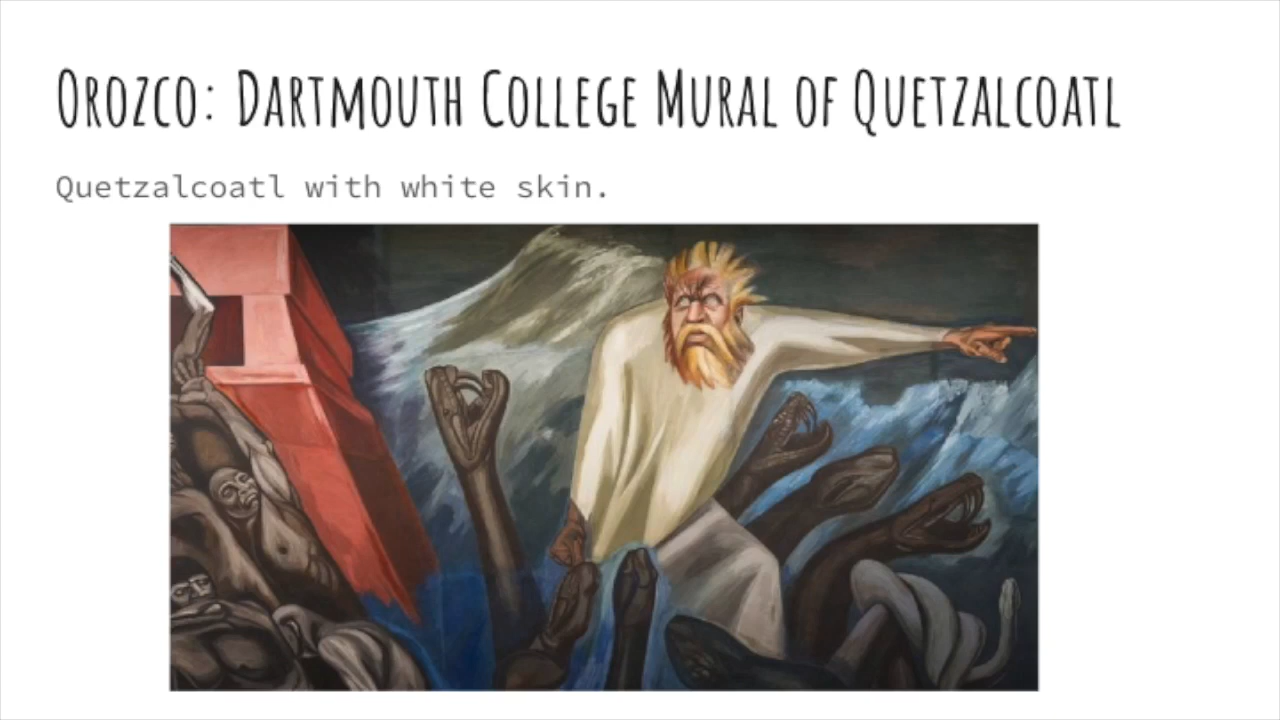 Orozco: Dartmouth College Mural of Quetzalcoatl
Quetzalcoatl with white skin.